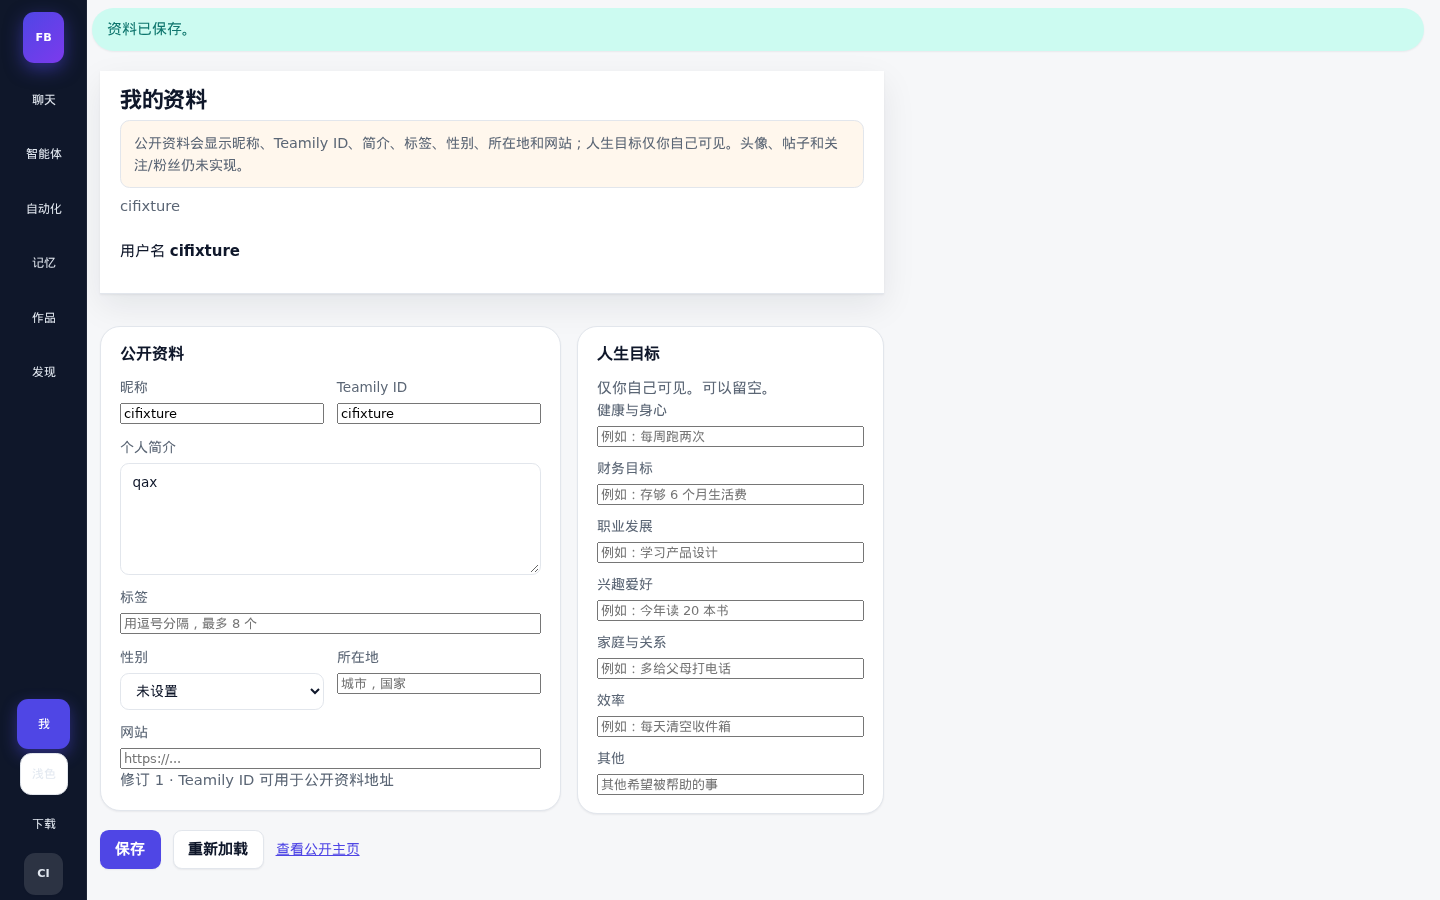 FB
聊天
智能体
自动化
记忆
作品
发现
我
浅色
下载
CI
资料已保存。
我的资料
公开资料会显示昵称、Teamily ID、简介、标签、性别、所在地和网站；人生目标仅你自己可见。头像、帖子和关
注/粉丝仍未实现。
cifixture
用户名 cifixture
公开资料
昵称
Teamily ID
cifixture
cifixture
个人简介
qax
标签
用逗号分隔，最多 8 个
性别
所在地
未设置
城市，国家
网站
https://...
修订 1 · Teamily ID 可用于公开资料地址
人生目标
仅你自己可见。可以留空。
健康与身心
例如：每周跑两次
财务目标
例如：存够 6 个月生活费
职业发展
例如：学习产品设计
兴趣爱好
例如：今年读 20 本书
家庭与关系
例如：多给父母打电话
效率
例如：每天清空收件箱
其他
其他希望被帮助的事
保存
重新加载
查看公开主页